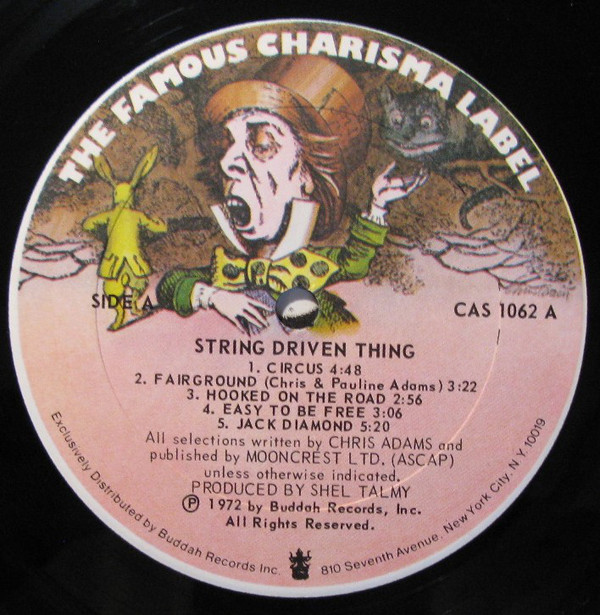 THE FAMOUS CHARISMA LABEL
SIDE A
CAS 1062 A
STRING DRIVEN THING
1. CIRCUS 4:48
2. FAIRGROUND (Chris & Pauline Adams) 3:22
3. HOOKED ON THE ROAD 2:56
4. EASY TO BE FREE 3:06
5. JACK DIAMOND 5:20
All selections written by CHRIS ADAMS and
published by MOONCREST LTD. (ASCAP)
unless otherwise indicated.
PRODUCED BY SHEL TALMY
Ⓟ 1972 by Buddah Records, Inc.
All Rights Reserved.
Exclusively Distributed by Buddah Records Inc. 810 Seventh Avenue, New York City, N.Y. 10019